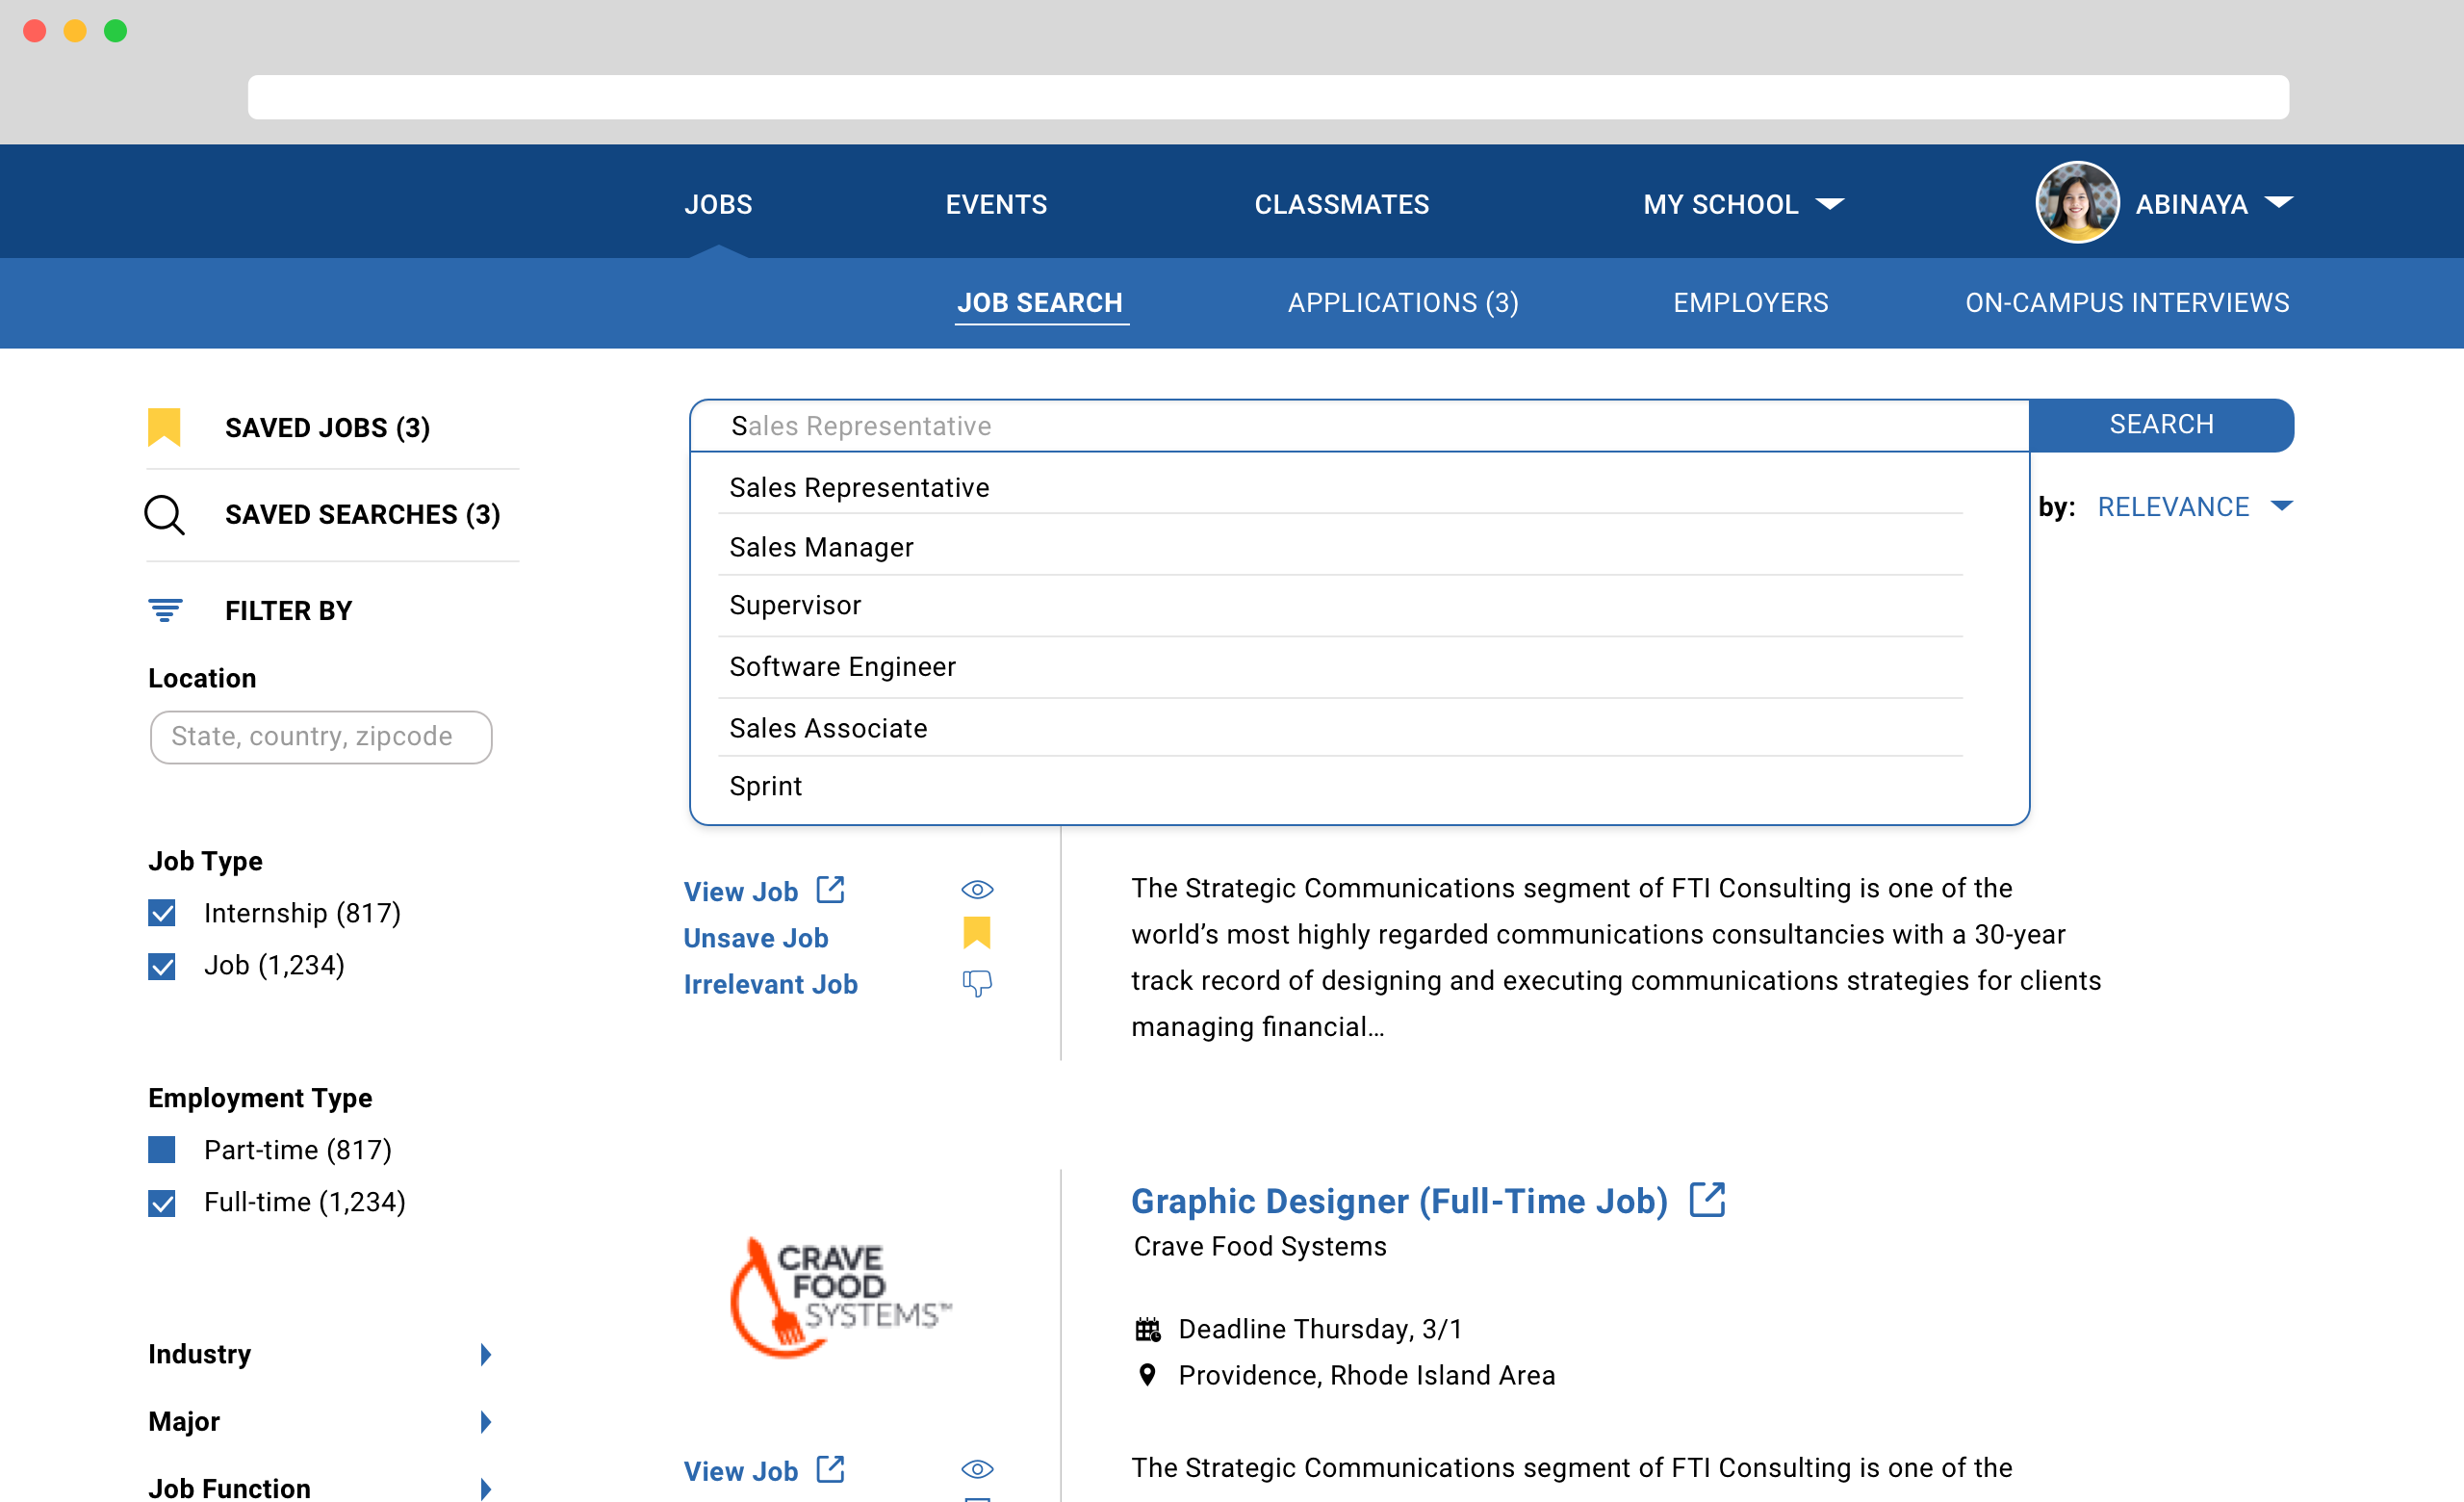 JOBS
EVENTS
CLASSMATES
MY SCHOOL
ABINAYA
JOB SEARCH
APPLICATIONS (3)
EMPLOYERS
ON-CAMPUS INTERVIEWS
SAVED JOBS (3)
SAVED SEARCHES (3)
FILTER BY
Location
State, country, zipcode
Job Type
Internship (817)
Job (1,234)
Employment Type
Part-time (817)
Full-time (1,234)
Industry
Major
Job Function
Sales Representative
SEARCH
by: RELEVANCE
Sales Representative
Sales Manager
Supervisor
Software Engineer
Sales Associate
Sprint
View Job
Unsave Job
Irrelevant Job
The Strategic Communications segment of FTI Consulting is one of the
world’s most highly regarded communications consultancies with a 30-year
track record of designing and executing communications strategies for clients
managing financial…
CRAVE
FOOD
SYSTEMS™
View Job
Graphic Designer (Full-Time Job)
Crave Food Systems
Deadline Thursday, 3/1
Providence, Rhode Island Area
The Strategic Communications segment of FTI Consulting is one of the